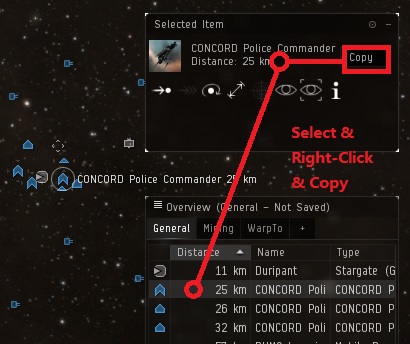 Selected Item
CONCORD Police Commander
Distance: 25 km
Copy
Select &
Right-Click
& Copy
CONCORD Police Commander 25 km
Overview (General - Not Saved)
General Mining WarpTo +
Distance Name Type
11 km Duripant Stargate (G
25 km CONCORD Poli CONCORD P
26 km CONCORD Poli CONCORD P
32 km CONCORD Poli CONCORD P